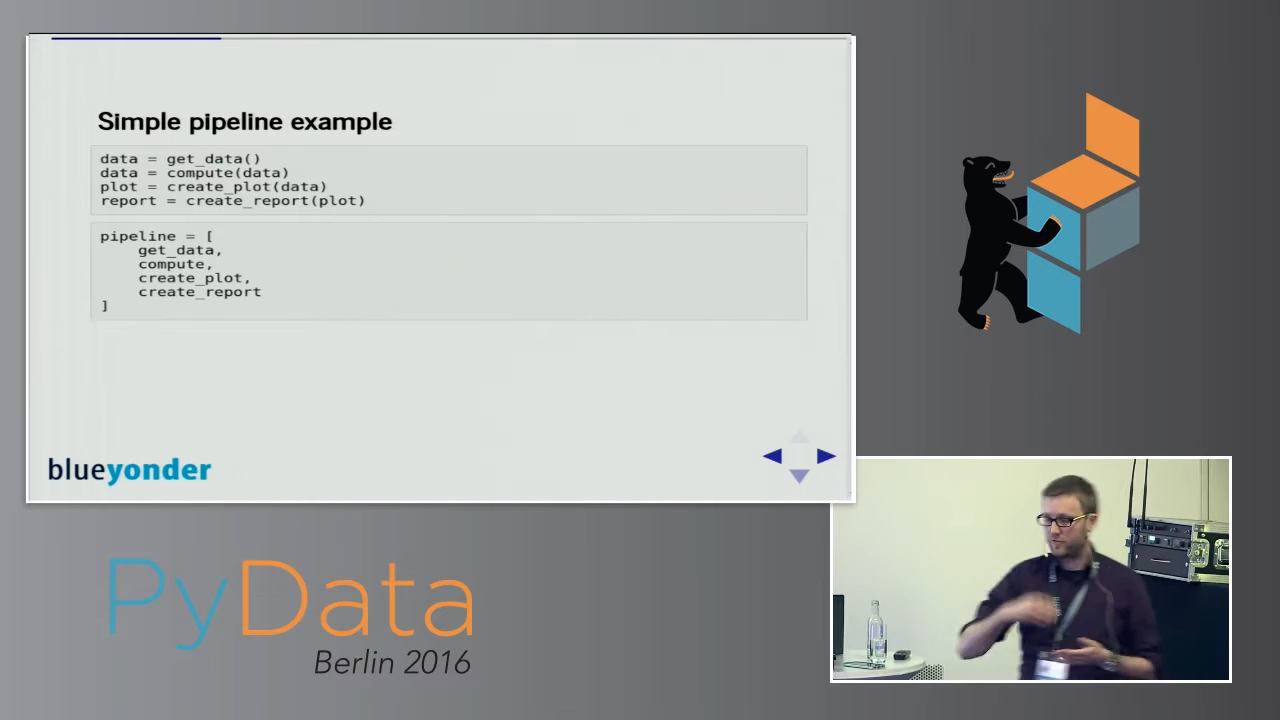 Simple pipeline example
data = get_data()
data = compute(data)
plot = create_plot(data)
report = create_report(plot)
pipeline = [
    get_data,
    compute,
    create_plot,
    create_report
]
blueyonder
PyData
Berlin 2016